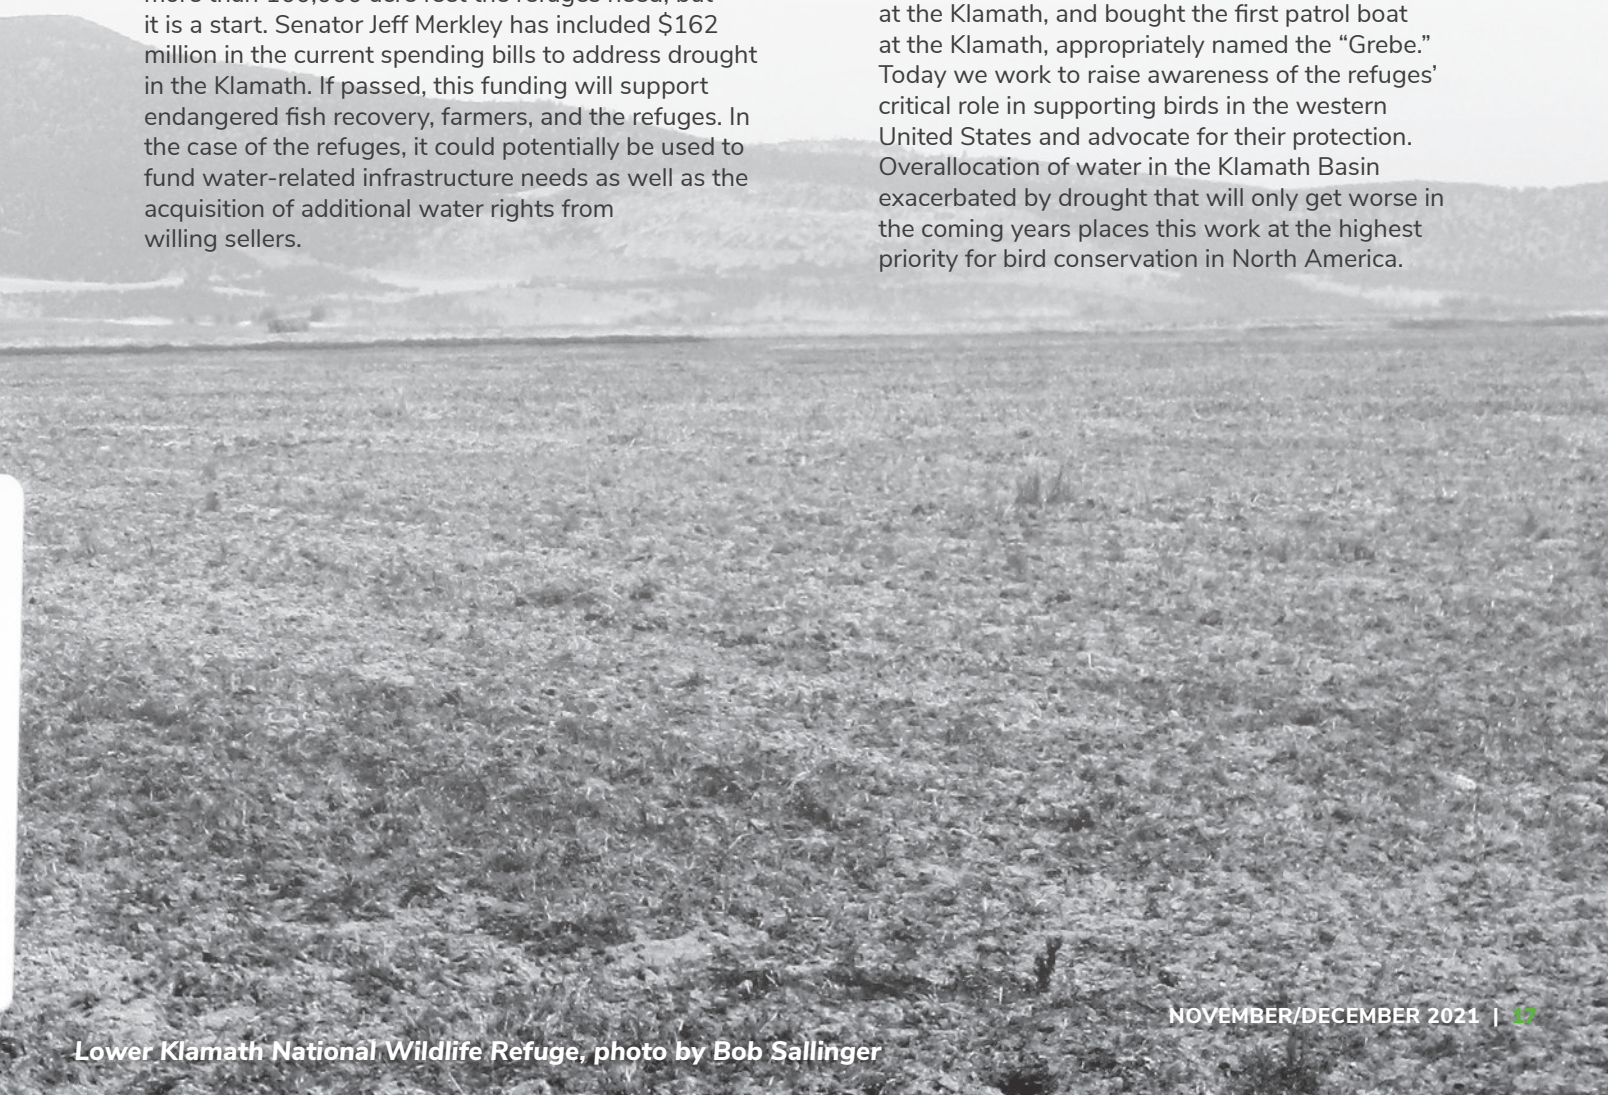 it is a start. Senator Jeff Merkley has included $162
million in the current spending bills to address drought
in the Klamath. If passed, this funding will support
endangered fish recovery, farmers, and the refuges. In
the case of the refuges, it could potentially be used to
fund water-related infrastructure needs as well as the
acquisition of additional water rights from
willing sellers.
at the Klamath, and bought the first patrol boat
at the Klamath, appropriately named the “Grebe.”
Today we work to raise awareness of the refuges’
critical role in supporting birds in the western
United States and advocate for their protection.
Overallocation of water in the Klamath Basin
exacerbated by drought that will only get worse in
the coming years places this work at the highest
priority for bird conservation in North America.
NOVEMBER/DECEMBER 2021 | 17
Lower Klamath National Wildlife Refuge, photo by Bob Sallinger